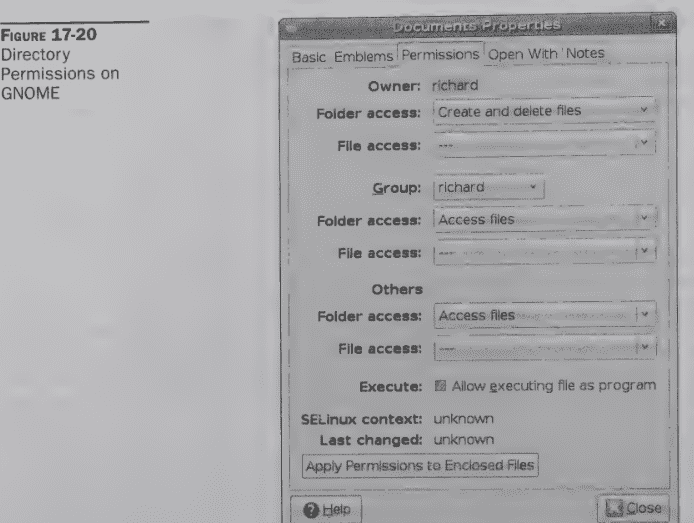 FIGURE 17-20
Directory
Permissions on
GNOME
Documents Properties
Basic Emblems Permissions Open With Notes
Owner: richard
Folder access: Create and delete files
File access: ---
Group: richard
Folder access: Access files
File access: ---
Others
Folder access: Access files
File access: ---
Execute: Allow executing file as program
SELinux context: unknown
Last changed: unknown
Apply Permissions to Enclosed Files
Help
Close